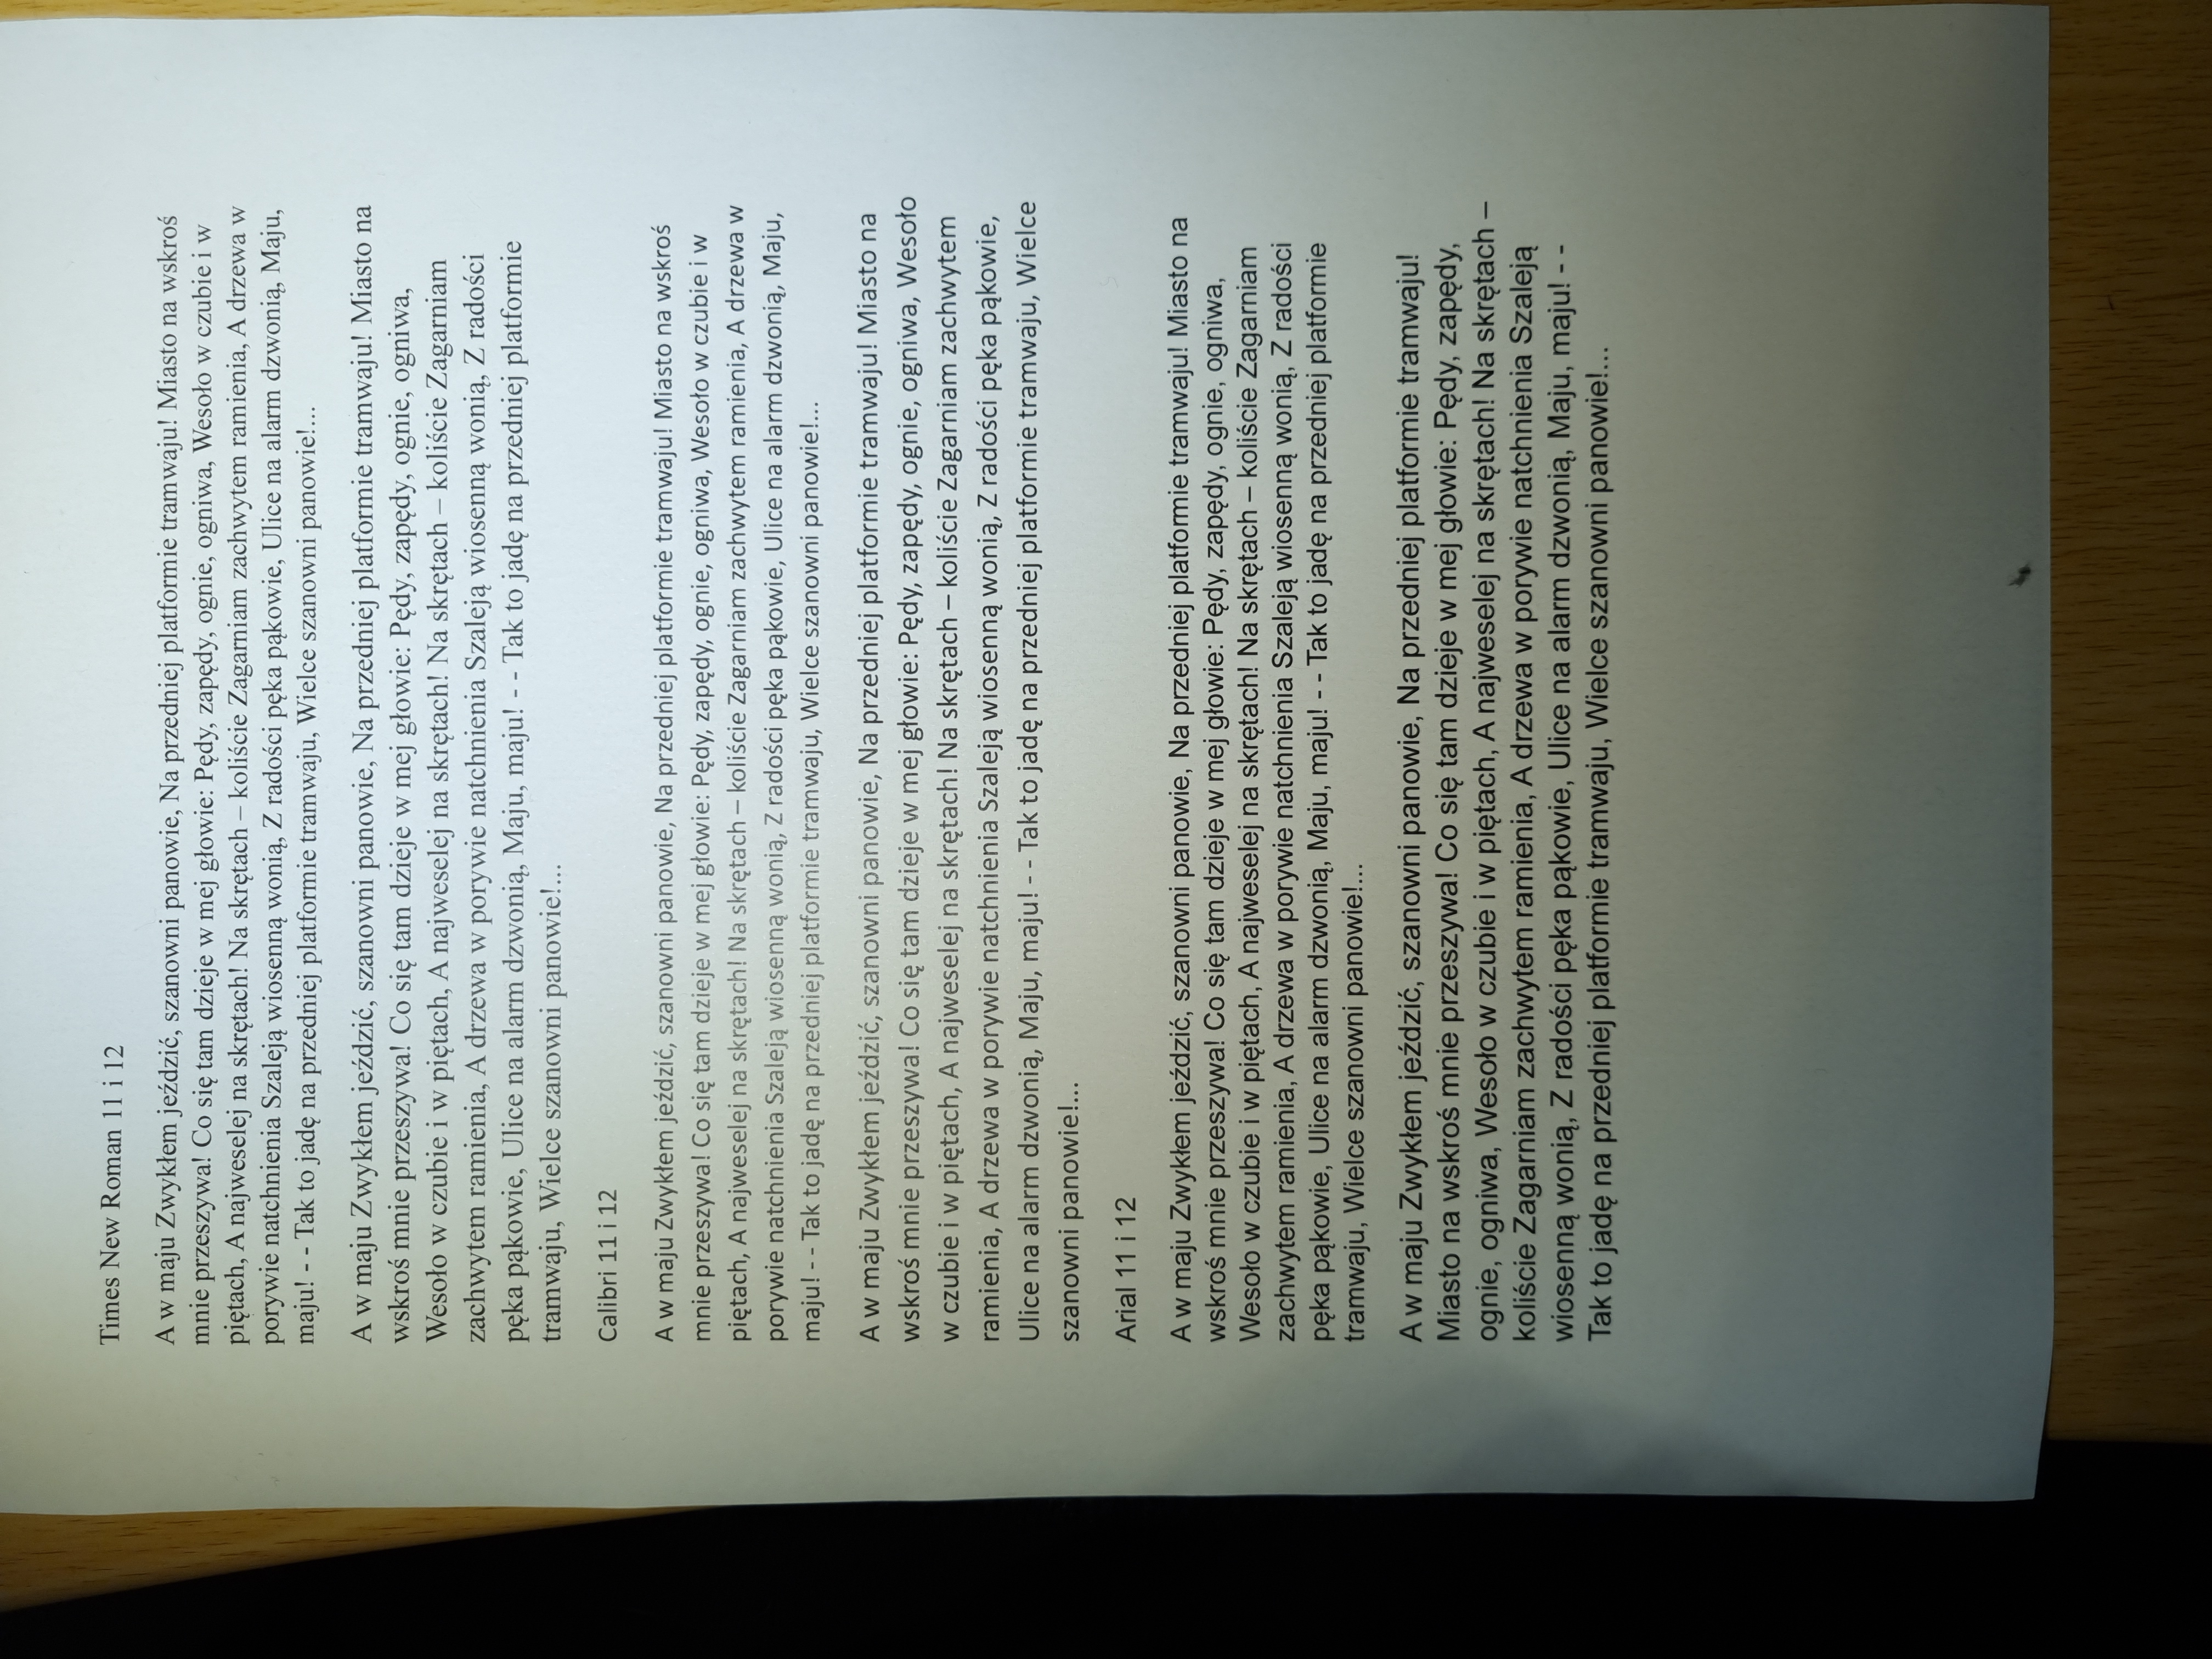 Times New Roman 11 i 12
A w maju Zwykłem jeździć, szanowni panowie, Na przedniej platformie tramwaju! Miasto na wskroś
mnie przeszywa! Co się tam dzieje w mej głowie: Pędy, zapędy, ognie, ogniwa, Wesoło w czubie i w
piętach, A najweselej na skrętach! Na skrętach – koliście Zagarniam zachwytem ramienia, A drzewa w
porywie natchnienia Szaleją wiosenną wonią, Z radości pęka pąkowie, Ulice na alarm dzwonią, Maju,
maju! - - Tak to jadę na przedniej platformie tramwaju, Wielce szanowni panowie!...
A w maju Zwykłem jeździć, szanowni panowie, Na przedniej platformie tramwaju! Miasto na
wskroś mnie przeszywa! Co się tam dzieje w mej głowie: Pędy, zapędy, ognie, ogniwa,
Wesoło w czubie i w piętach, A najweselej na skrętach! Na skrętach – koliście Zagarniam
zachwytem ramienia, A drzewa w porywie natchnienia Szaleją wiosenną wonią, Z radości
pęka pąkowie, Ulice na alarm dzwonią, Maju, maju! - - Tak to jadę na przedniej platformie
tramwaju, Wielce szanowni panowie!...
Calibri 11 i 12
A w maju Zwykłem jeździć, szanowni panowie, Na przedniej platformie tramwaju! Miasto na wskroś
mnie przeszywa! Co się tam dzieje w mej głowie: Pędy, zapędy, ognie, ogniwa, Wesoło w czubie i w
piętach, A najweselej na skrętach! Na skrętach – koliście Zagarniam zachwytem ramienia, A drzewa w
porywie natchnienia Szaleją wiosenną wonią, Z radości pęka pąkowie, Ulice na alarm dzwonią, Maju,
maju! - - Tak to jadę na przedniej platformie tramwaju, Wielce szanowni panowie!...
A w maju Zwykłem jeździć, szanowni panowie, Na przedniej platformie tramwaju! Miasto na
wskroś mnie przeszywa! Co się tam dzieje w mej głowie: Pędy, zapędy, ognie, ogniwa, Wesoło
w czubie i w piętach, A najweselej na skrętach! Na skrętach – koliście Zagarniam zachwytem
ramienia, A drzewa w porywie natchnienia Szaleją wiosenną wonią, Z radości pęka pąkowie,
Ulice na alarm dzwonią, Maju, maju! - - Tak to jadę na przedniej platformie tramwaju, Wielce
szanowni panowie!...
Arial 11 i 12
A w maju Zwykłem jeździć, szanowni panowie, Na przedniej platformie tramwaju! Miasto na
wskroś mnie przeszywa! Co się tam dzieje w mej głowie: Pędy, zapędy, ognie, ogniwa,
Wesoło w czubie i w piętach, A najweselej na skrętach! Na skrętach – koliście Zagarniam
zachwytem ramienia, A drzewa w porywie natchnienia Szaleją wiosenną wonią, Z radości
pęka pąkowie, Ulice na alarm dzwonią, Maju, maju! - - Tak to jadę na przedniej platformie
tramwaju, Wielce szanowni panowie!...
A w maju Zwykłem jeździć, szanowni panowie, Na przedniej platformie tramwaju!
Miasto na wskroś mnie przeszywa! Co się tam dzieje w mej głowie: Pędy, zapędy,
ognie, ogniwa, Wesoło w czubie i w piętach, A najweselej na skrętach! Na skrętach –
koliście Zagarniam zachwytem ramienia, A drzewa w porywie natchnienia Szaleją
wiosenną wonią, Z radości pęka pąkowie, Ulice na alarm dzwonią, Maju, maju! - -
Tak to jadę na przedniej platformie tramwaju, Wielce szanowni panowie!...